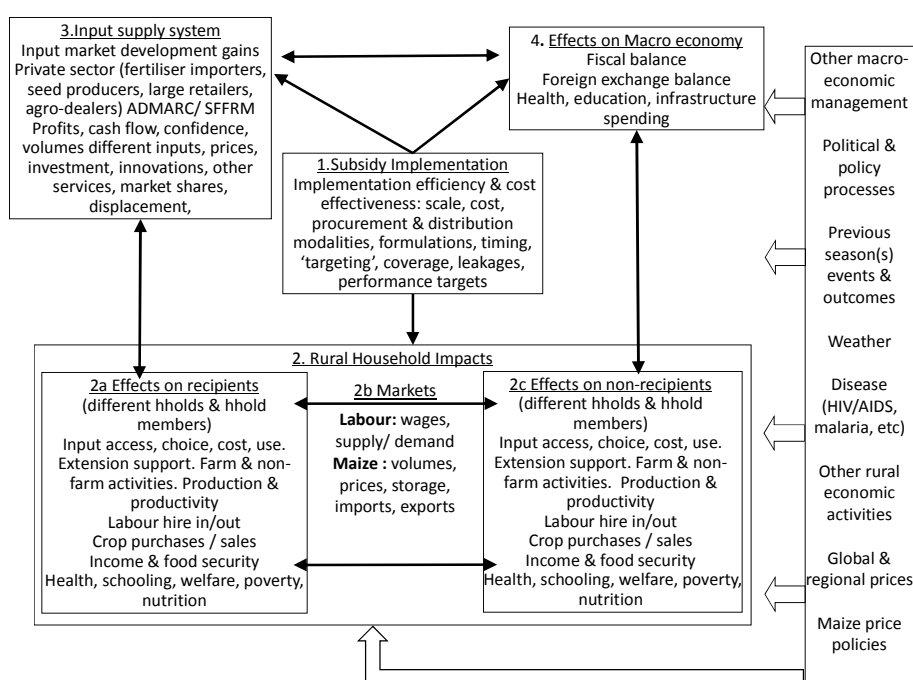 3.Input supply system
Input market development gains
Private sector (fertiliser importers,
seed producers, large retailers,
agro-dealers) ADMARC/ SFFRM
Profits, cash flow, confidence,
volumes different inputs, prices,
investment, innovations, other
services, market shares,
displacement,
4. Effects on Macro economy
Fiscal balance
Foreign exchange balance
Health, education, infrastructure
spending
1.Subsidy Implementation
Implementation efficiency & cost
effectiveness: scale, cost,
procurement & distribution
modalities, formulations, timing,
‘targeting’, coverage, leakages,
performance targets
2. Rural Household Impacts
2a Effects on recipients
(different hholds & hhold
members)
Input access, choice, cost, use.
Extension support. Farm & non-
farm activities. Production &
productivity
Labour hire in/out
Crop purchases / sales
Income & food security
Health, schooling, welfare, poverty,
nutrition
2b Markets
Labour: wages,
supply/ demand
Maize : volumes,
prices, storage,
imports, exports
2c Effects on non-recipients
(different hholds & hhold
members)
Input access, choice, cost, use.
Extension support. Farm & non-
farm activities. Production &
productivity
Labour hire in/out
Crop purchases / sales
Income & food security
Health, schooling, welfare, poverty,
nutrition
Other macro-
economic
management
Political &
policy
processes
Previous
season(s)
events &
outcomes
Weather
Disease
(HIV/AIDS,
malaria, etc)
Other rural
economic
activities
Global &
regional prices
Maize price
policies